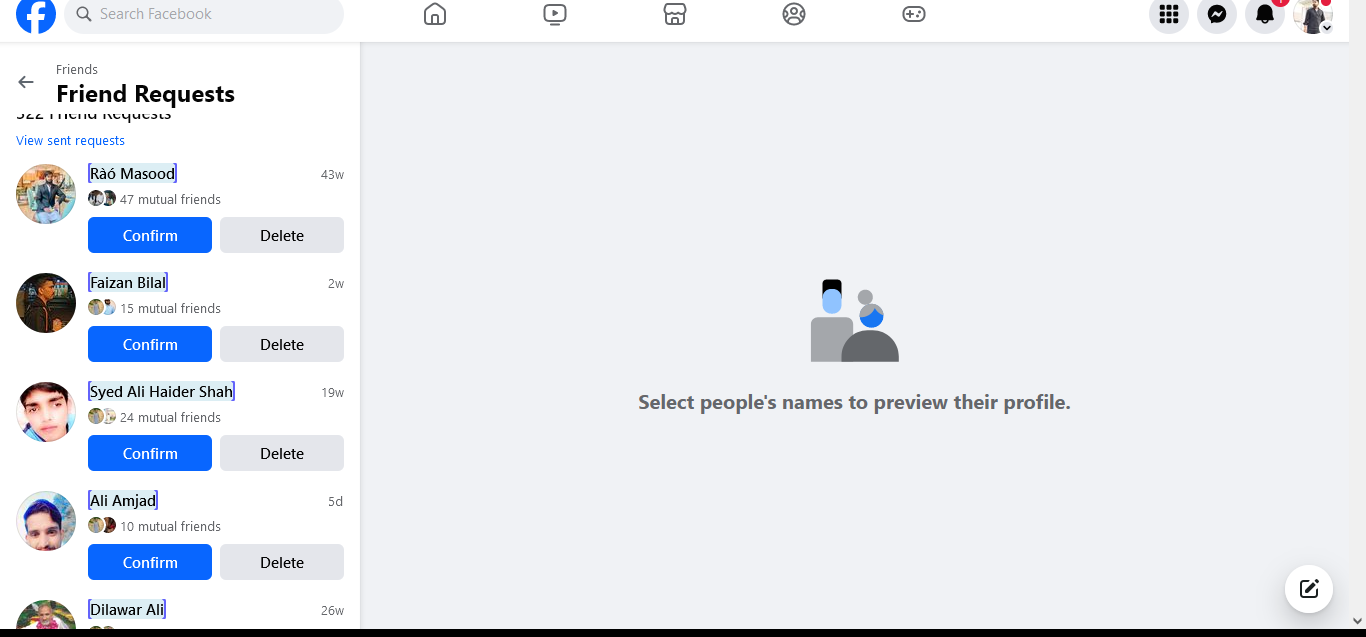 Search Facebook
Friends
Friend Requests
322 Friend Requests
View sent requests
Ràó Masood 43w
47 mutual friends
Confirm Delete
Faizan Bilal 2w
15 mutual friends
Confirm Delete
Syed Ali Haider Shah 19w
24 mutual friends
Confirm Delete
Ali Amjad 5d
10 mutual friends
Confirm Delete
Dilawar Ali 26w
Select people's names to preview their profile.